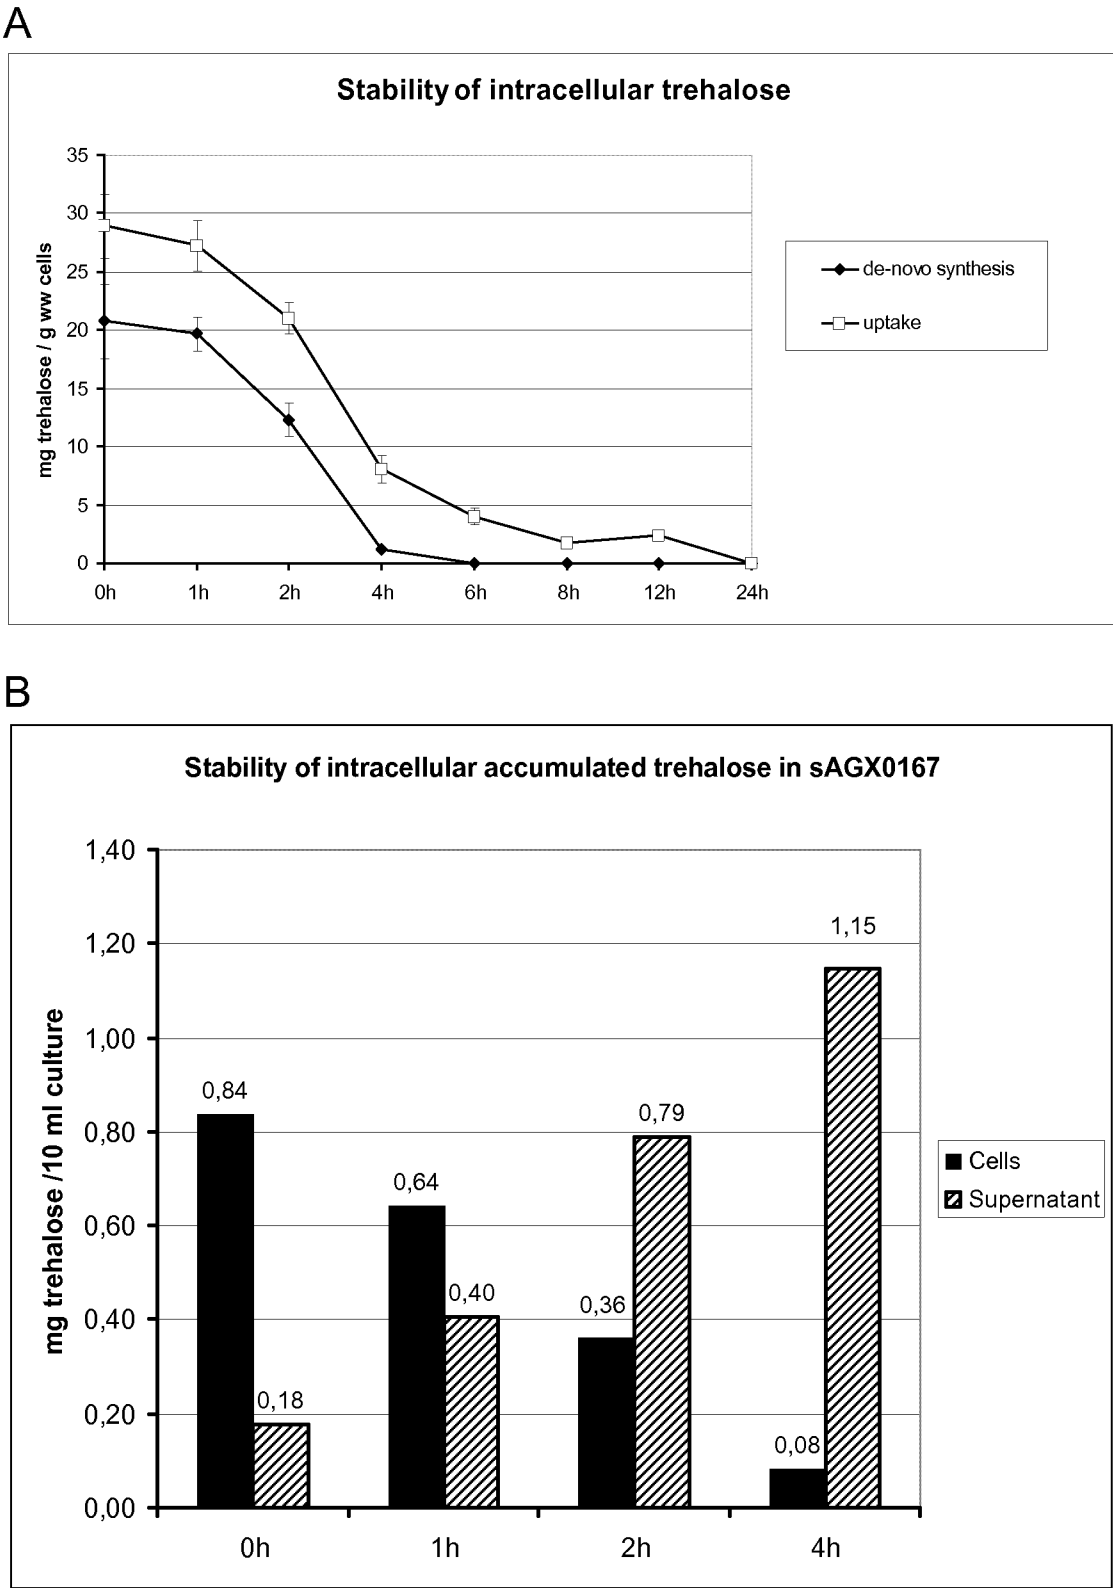 A
Stability of intracellular trehalose
35
30
25
20
15
10
5
0
mg trehalose / g ww cells
0h 1h 2h 4h 6h 8h 12h 24h
de-novo synthesis
uptake
B
Stability of intracellular accumulated trehalose in sAGX0167
1,40
1,20
1,00
0,80
0,60
0,40
0,20
0,00
mg trehalose /10 ml culture
0,84
0,18
0,64
0,40
0,36
0,79
0,08
1,15
0h 1h 2h 4h
Cells
Supernatant